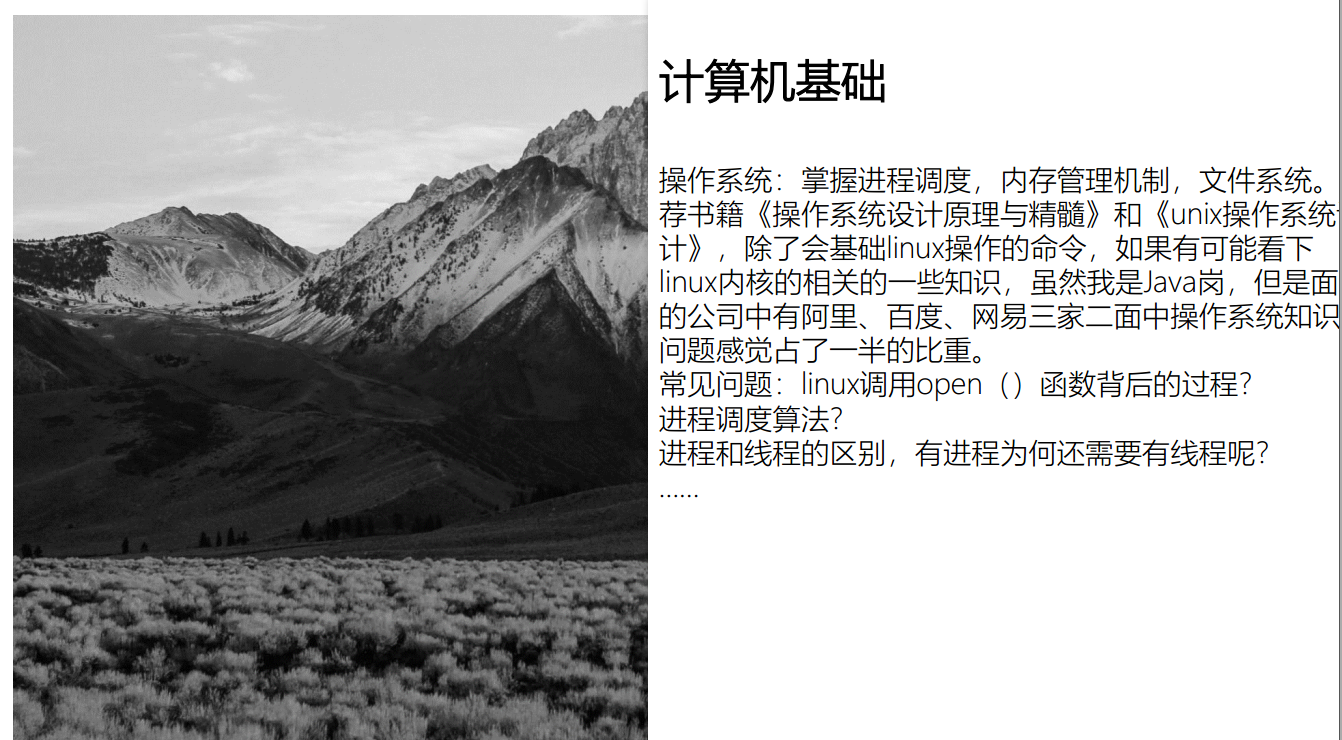 计算机基础
操作系统：掌握进程调度，内存管理机制，文件系统。
荐书籍《操作系统设计原理与精髓》和《unix操作系统
计》，除了会基础linux操作的命令，如果有可能看下
linux内核的相关的一些知识，虽然我是Java岗，但是面
的公司中有阿里、百度、网易三家二面中操作系统知识
问题感觉占了一半的比重。
常见问题：linux调用open（）函数背后的过程？
进程调度算法？
进程和线程的区别，有进程为何还需要有线程呢？
……